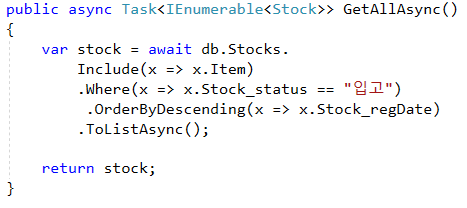 public async Task<IEnumerable<Stock>> GetAllAsync()
{
var stock = await db.Stocks.
Include(x => x.Item)
.Where(x => x.Stock_status == "입고")
.OrderByDescending(x => x.Stock_regDate)
.ToListAsync();
return stock;
}